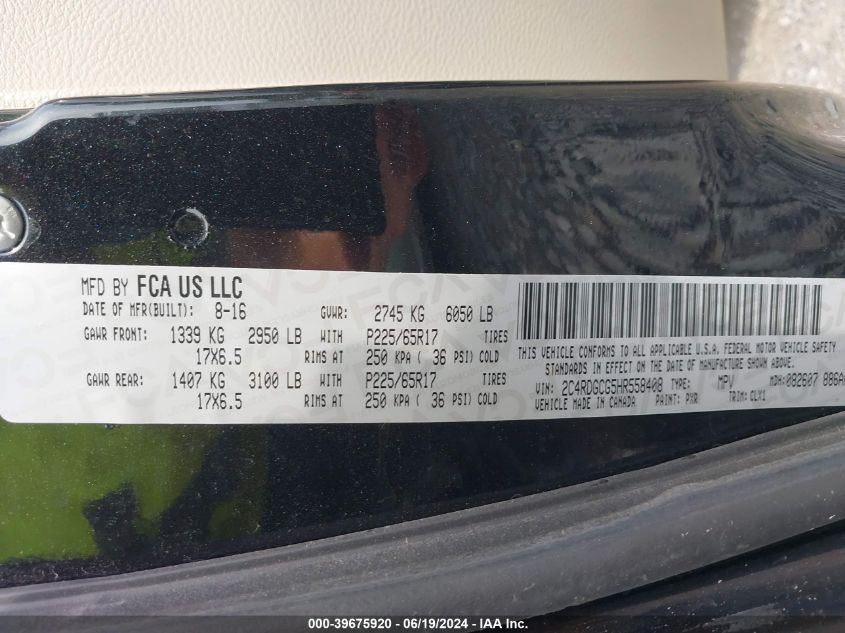 MFD BY FCA US LLC
DATE OF MFR(BUILT): 8-16 GVWR: 2745 KG 6050 LB
GAWR FRONT: 1339 KG 2950 LB WITH P225/65R17 TIRES
17X6.5 RIMS AT 250 KPA ( 36 PSI) COLD
GAWR REAR: 1407 KG 3100 LB WITH P225/65R17 TIRES
17X6.5 RIMS AT 250 KPA ( 36 PSI) COLD
THIS VEHICLE CONFORMS TO ALL APPLICABLE U.S.A. FEDERAL MOTOR VEHICLE SAFETY
STANDARDS IN EFFECT ON THE DATE OF MANUFACTURE SHOWN ABOVE.
VIN: 2C4RDGCG5HR558408 TYPE: MPV MDH: 082607 886A
VEHICLE MADE IN CANADA PAINT: PXR TRIM: CLX1
000-39675920 - 06/19/2024 - IAA Inc.